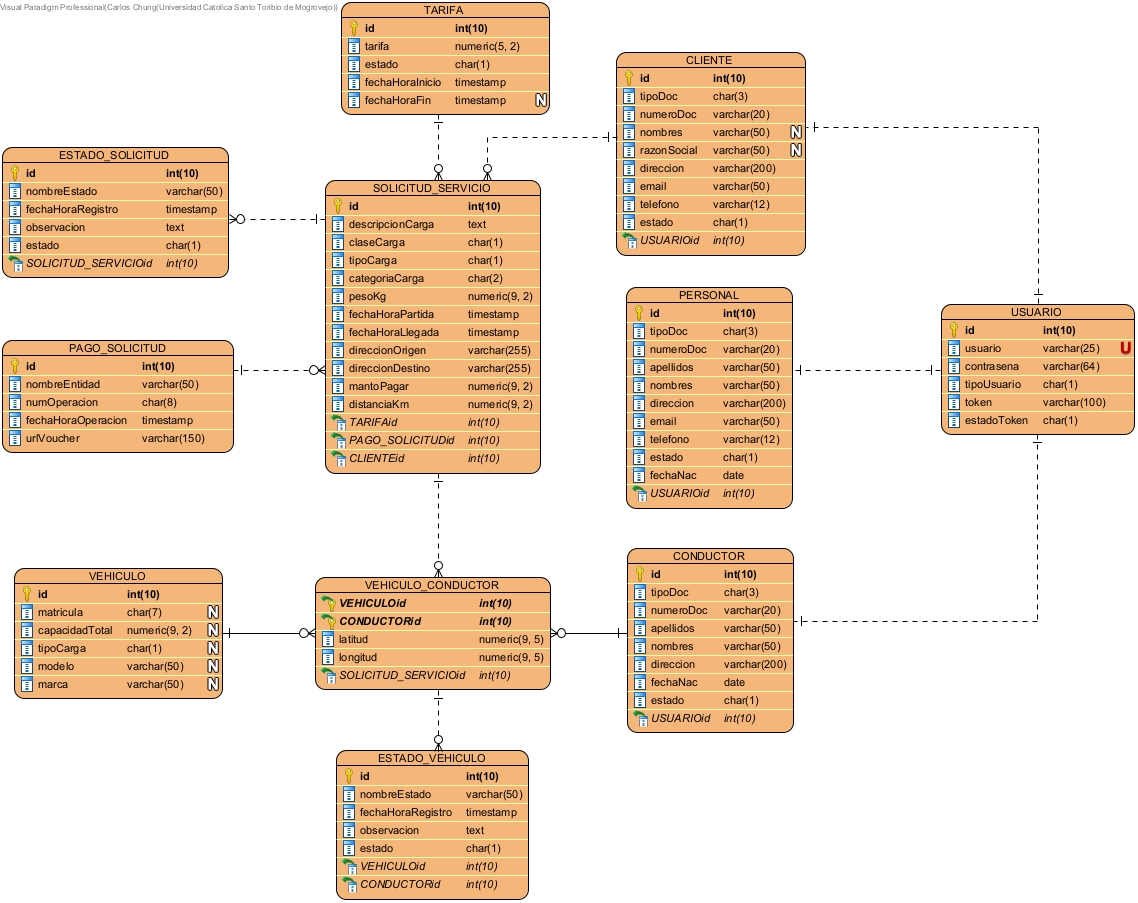 Visual Paradigm Professional(Carlos Chung(Universidad Catolica Santo Toribio de Mogrovejo))
TARIFA
id int(10)
tarifa numeric(5, 2)
estado char(1)
fechaHoraInicio timestamp
fechaHoraFin timestamp N
CLIENTE
id int(10)
tipoDoc char(3)
numeroDoc varchar(20)
nombres varchar(50) N
razonSocial varchar(50) N
direccion varchar(200)
email varchar(50)
telefono varchar(12)
estado char(1)
USUARIOid int(10)
ESTADO_SOLICITUD
id int(10)
nombreEstado varchar(50)
fechaHoraRegistro timestamp
observacion text
estado char(1)
SOLICITUD_SERVICIOid int(10)
SOLICITUD_SERVICIO
id int(10)
descripcionCarga text
claseCarga char(1)
tipoCarga char(1)
categoriaCarga char(2)
pesoKg numeric(9, 2)
fechaHoraPartida timestamp
fechaHoraLlegada timestamp
direccionOrigen varchar(255)
direccionDestino varchar(255)
mantoPagar numeric(9, 2)
distanciaKm numeric(9, 2)
TARIFAid int(10)
PAGO_SOLICITUDid int(10)
CLIENTEid int(10)
PERSONAL
id int(10)
tipoDoc char(3)
numeroDoc varchar(20)
apellidos varchar(50)
nombres varchar(50)
direccion varchar(200)
email varchar(50)
telefono varchar(12)
estado char(1)
fechaNac date
USUARIOid int(10)
USUARIO
id int(10)
usuario varchar(25) U
contrasena varchar(64)
tipoUsuario char(1)
token varchar(100)
estadoToken char(1)
PAGO_SOLICITUD
id int(10)
nombreEntidad varchar(50)
numOperacion char(8)
fechaHoraOperacion timestamp
urlVoucher varchar(150)
VEHICULO
id int(10)
matricula char(7) N
capacidadTotal numeric(9, 2) N
tipoCarga char(1) N
modelo varchar(50) N
marca varchar(50) N
VEHICULO_CONDUCTOR
VEHICULOid int(10)
CONDUCTORid int(10)
latitud numeric(9, 5)
longitud numeric(9, 5)
SOLICITUD_SERVICIOid int(10)
CONDUCTOR
id int(10)
tipoDoc char(3)
numeroDoc varchar(20)
apellidos varchar(50)
nombres varchar(50)
direccion varchar(200)
fechaNac date
estado char(1)
USUARIOid int(10)
ESTADO_VEHICULO
id int(10)
nombreEstado varchar(50)
fechaHoraRegistro timestamp
observacion text
estado char(1)
VEHICULOid int(10)
CONDUCTORid int(10)